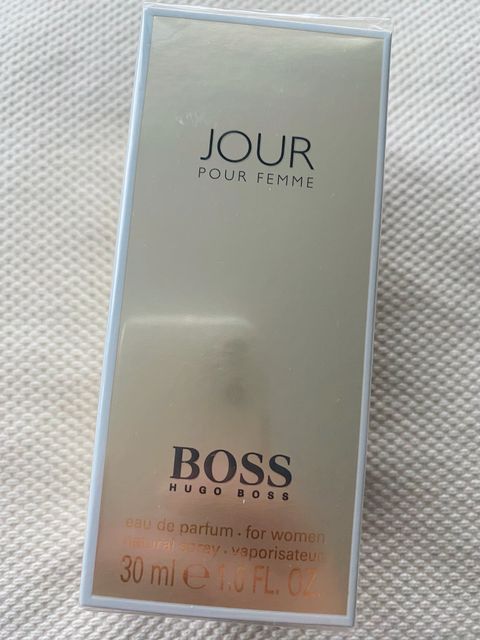 JOUR
POUR FEMME
BOSS
HUGO BOSS
eau de parfum · for women
natural spray · vaporisateur
30 ml ℮ 1.0 FL. OZ.